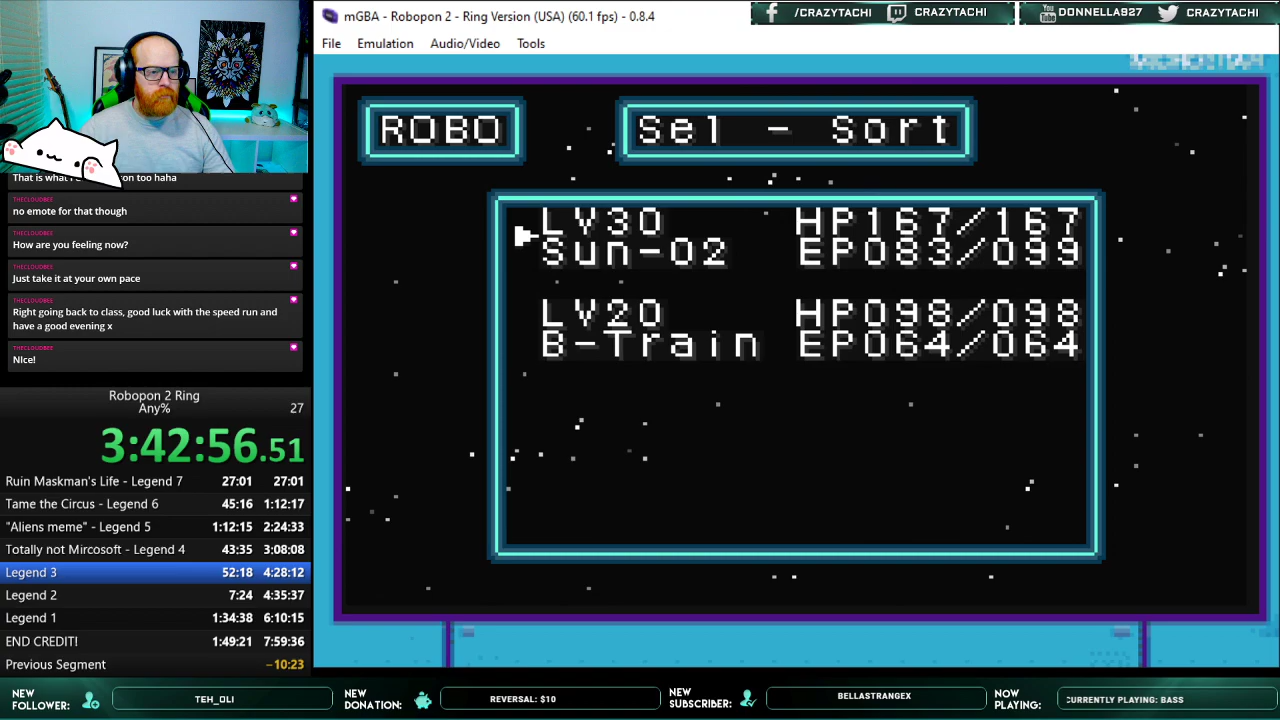 mGBA - Robopon 2 - Ring Version (USA) (60.1 fps) - 0.8.4
/CRAZYTACHI
CRAZYTACHI
You Tube DONNELLAB27
CRAZYTACHI
File Emulation Audio/Video Tools
ROBO
Sel - Sort
LV30 HP167/167
Sun-02 EP083/099
LV20 HP098/098
B-Train EP064/064
THECLOUDBEE
no emote for that though
THECLOUDBEE
How are you feeling now?
THECLOUDBEE
Just take it at your own pace
THECLOUDBEE
Right going back to class, good luck with the speed run and
have a good evening x
THECLOUDBEE
Nice!
Robopon 2 Ring
Any% 27
3:42:56.51
Ruin Maskman's Life - Legend 7 27:01 27:01
Tame the Circus - Legend 6 45:16 1:12:17
"Aliens meme" - Legend 5 1:12:15 2:24:33
Totally not Mircosoft - Legend 4 43:35 3:08:08
Legend 3 52:18 4:28:12
Legend 2 7:24 4:35:37
Legend 1 1:34:38 6:10:15
END CREDIT! 1:49:21 7:59:36
Previous Segment −10:23
NEW FOLLOWER: TEH_OLI
NEW DONATION: REVERSAL: $10
NEW SUBSCRIBER: BELLASTRANGEX
NOW PLAYING: CURRENTLY PLAYING: BASS